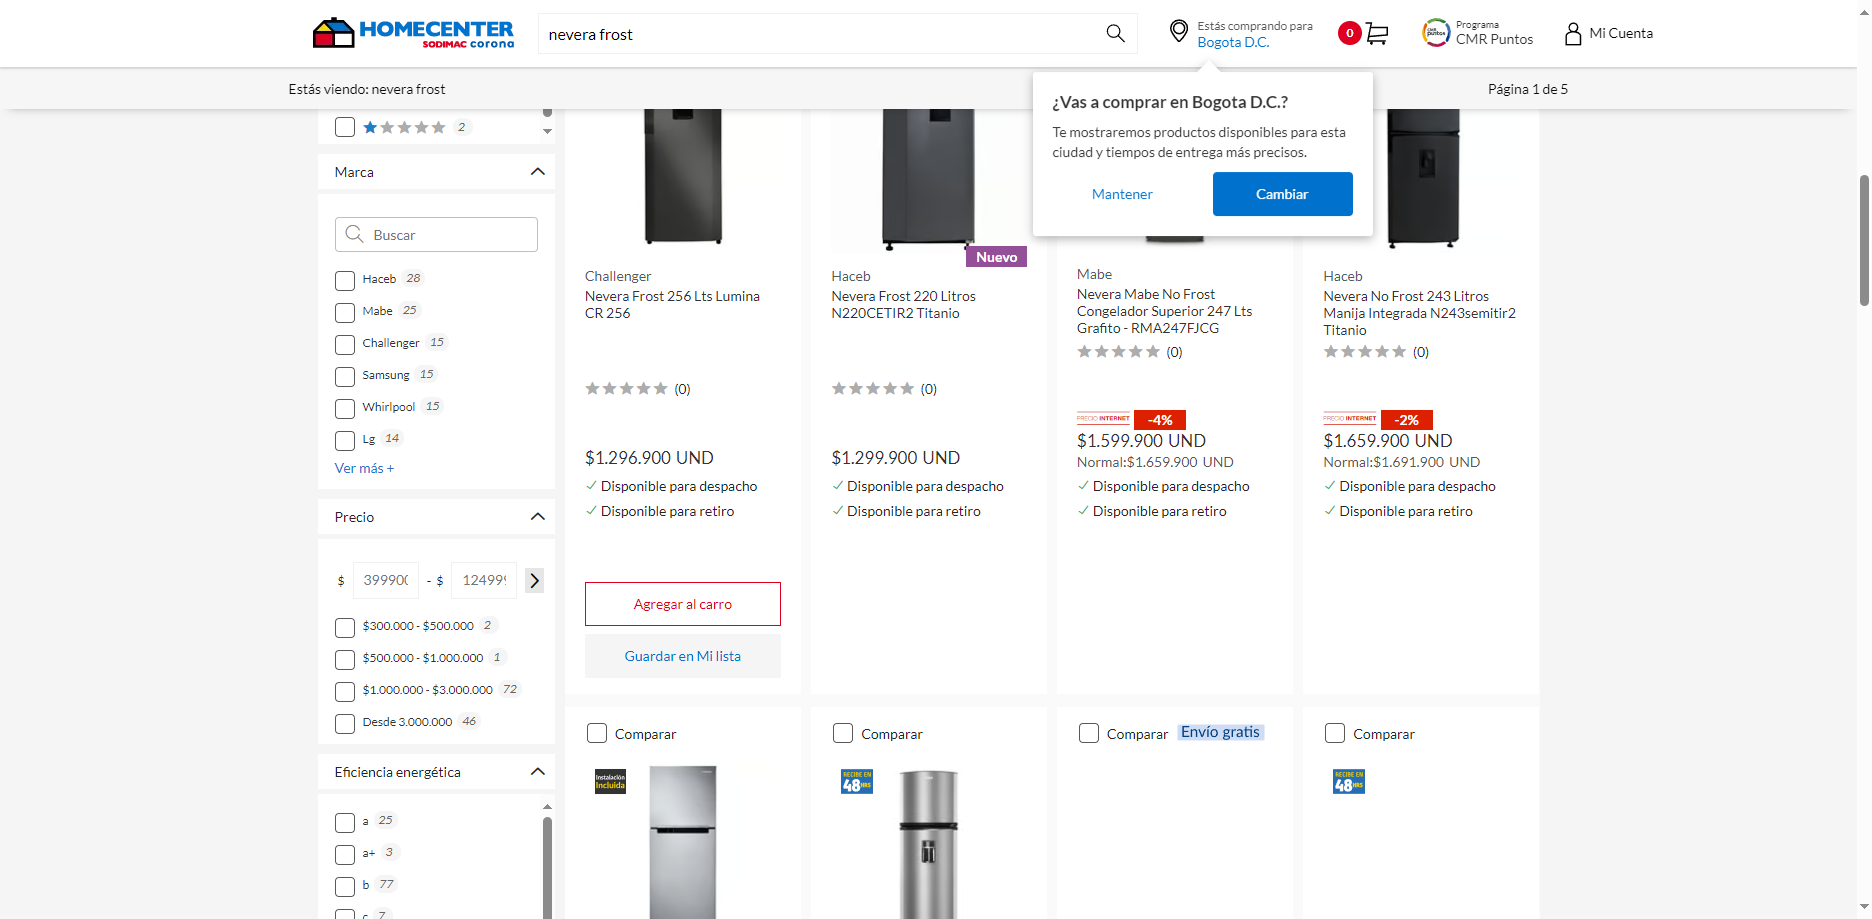 HOMECENTER
SODIMAC corona
nevera frost
Estás comprando para
Bogota D.C.
0
Programa
CMR Puntos
Mi Cuenta
Estás viendo: nevera frost
Página 1 de 5
¿Vas a comprar en Bogota D.C.?
Te mostraremos productos disponibles para esta
ciudad y tiempos de entrega más precisos.
Mantener
Cambiar
2
Marca
Buscar
Haceb 28
Mabe 25
Challenger 15
Samsung 15
Whirlpool 15
Lg 14
Ver más +
Precio
$ 399900 - $ 124999
$300.000 - $500.000 2
$500.000 - $1.000.000 1
$1.000.000 - $3.000.000 72
Desde 3.000.000 46
Eficiencia energética
a 25
a+ 3
b 77
c 7
Challenger
Nevera Frost 256 Lts Lumina
CR 256
(0)
$1.296.900 UND
Disponible para despacho
Disponible para retiro
Agregar al carro
Guardar en Mi lista
Nuevo
Haceb
Nevera Frost 220 Litros
N220CETIR2 Titanio
(0)
$1.299.900 UND
Disponible para despacho
Disponible para retiro
Mabe
Nevera Mabe No Frost
Congelador Superior 247 Lts
Grafito - RMA247FJCG
(0)
PRECIO INTERNET -4%
$1.599.900 UND
Normal:$1.659.900 UND
Disponible para despacho
Disponible para retiro
Haceb
Nevera No Frost 243 Litros
Manija Integrada N243semitir2
Titanio
(0)
PRECIO INTERNET -2%
$1.659.900 UND
Normal:$1.691.900 UND
Disponible para despacho
Disponible para retiro
Comparar
Instalación
Incluida
Comparar
RECIBE EN
48HRS
Comparar Envío gratis
Comparar
RECIBE EN
48HRS